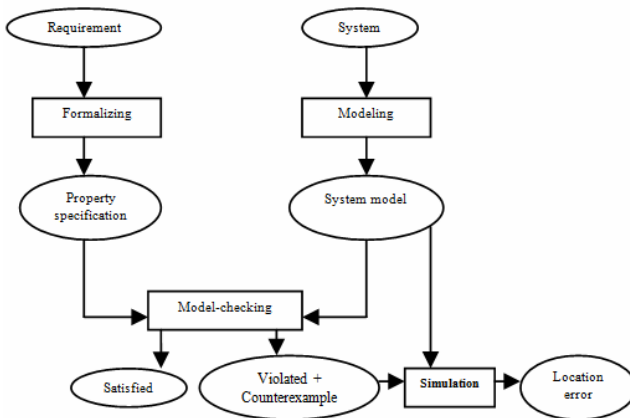 Requirement
System
Formalizing
Modeling
Property
specification
System model
Model-checking
Satisfied
Violated +
Counterexample
Simulation
Location
error